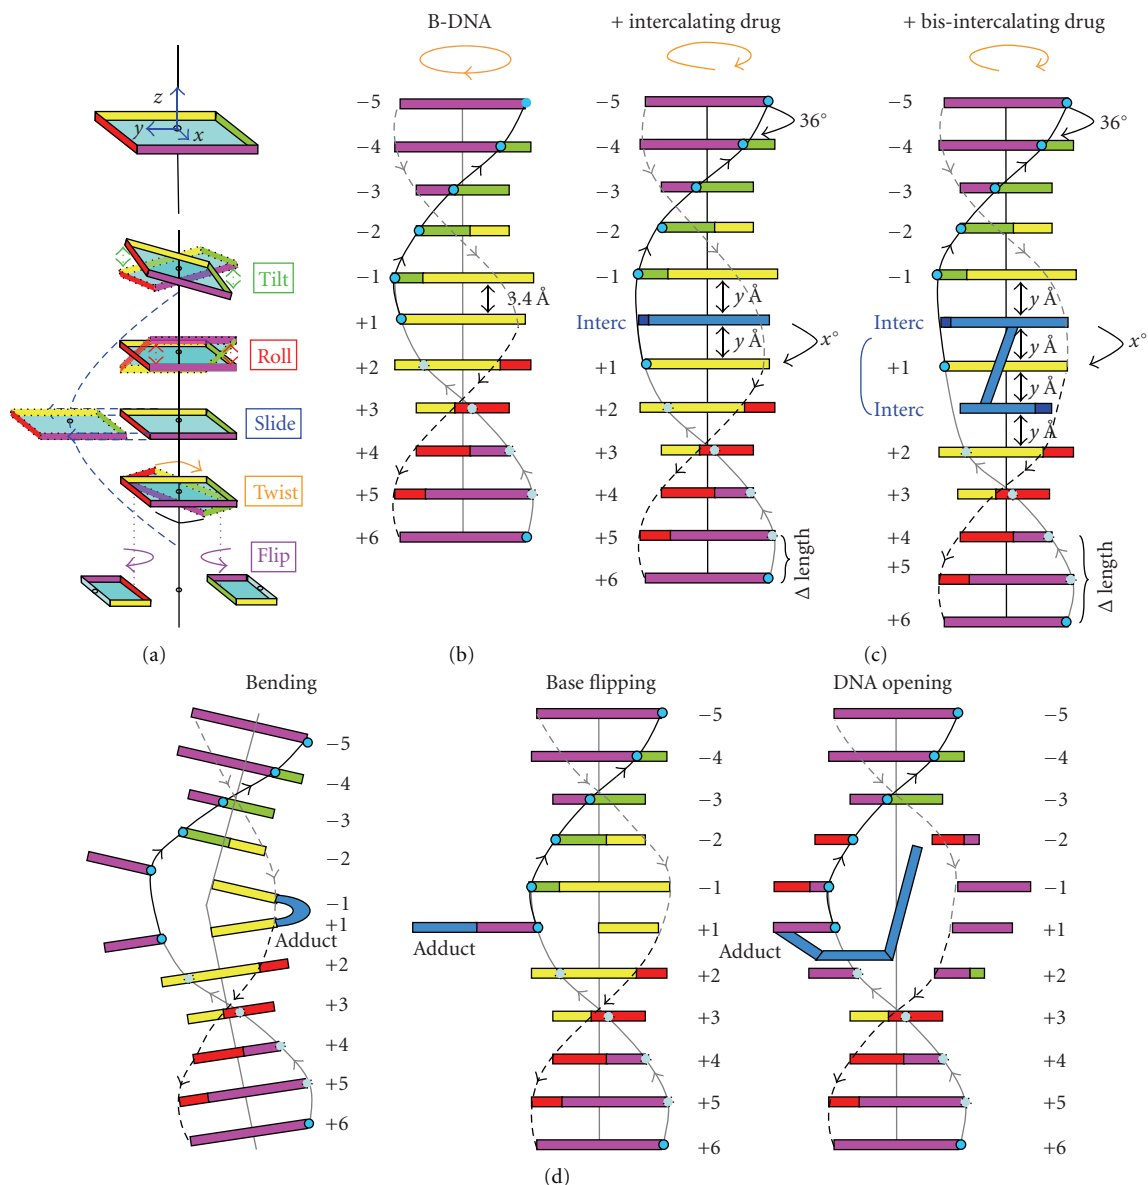 B-DNA
+ intercalating drug
+ bis-intercalating drug
z
y
x
Tilt
Roll
Slide
Twist
Flip
(a)
−5
−4
−3
−2
−1
+1
+2
+3
+4
+5
+6
3.4 Å
(b)
−5
−4
−3
−2
−1
Interc
+1
+2
+3
+4
+5
+6
36°
y Å
y Å
x°
Δ length
−5
−4
−3
−2
−1
Interc
+1
Interc
+2
+3
+4
+5
+6
36°
y Å
y Å
y Å
y Å
x°
Δ length
(c)
Bending
−5
−4
−3
−2
−1
+1
Adduct
+2
+3
+4
+5
+6
Base flipping
−5
−4
−3
−2
−1
+1
Adduct
+2
+3
+4
+5
+6
DNA opening
−5
−4
−3
−2
−1
+1
Adduct
+2
+3
+4
+5
+6
(d)